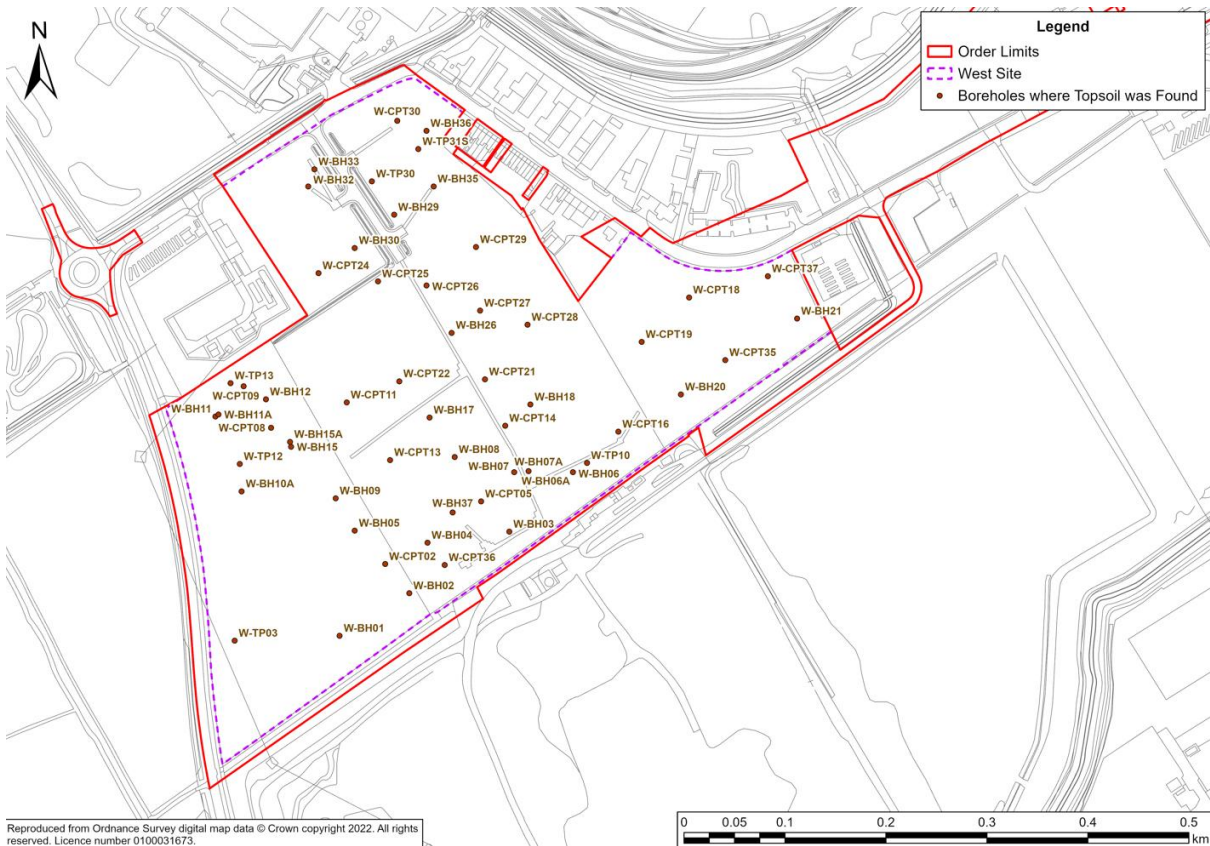 N
Legend
Order Limits
West Site
Boreholes where Topsoil was Found
W-CPT30
W-BH36
W-TP31S
W-BH33
W-BH32
W-TP30
W-BH35
W-BH29
W-BH30
W-CPT29
W-CPT24
W-CPT25
W-CPT26
W-CPT37
W-CPT18
W-CPT27
W-CPT28
W-BH21
W-BH26
W-CPT19
W-CPT35
W-TP13
W-CPT22
W-CPT21
W-CPT09
W-BH12
W-BH20
W-CPT11
W-BH18
W-BH11
W-BH11A
W-BH17
W-CPT14
W-CPT08
W-CPT16
W-BH15A
W-BH15
W-TP12
W-CPT13
W-BH08
W-BH07
W-BH07A
W-TP10
W-BH06
W-BH06A
W-BH10A
W-BH09
W-CPT05
W-BH37
W-BH05
W-BH03
W-BH04
W-CPT02
W-CPT36
W-BH02
W-BH01
W-TP03
0 0.05 0.1 0.2 0.3 0.4 0.5
km
Reproduced from Ordnance Survey digital map data © Crown copyright 2022. All rights
reserved. Licence number 0100031673.